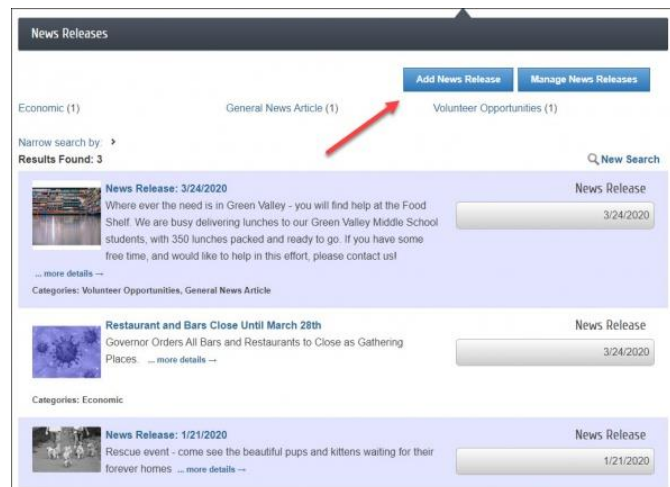 News Releases
Add News Release
Manage News Releases
Economic (1)
General News Article (1)
Volunteer Opportunities (1)
Narrow search by:
Results Found: 3
New Search
News Release: 3/24/2020
Where ever the need is in Green Valley - you will find help at the Food
Shelf. We are busy delivering lunches to our Green Valley Middle School
students, with 350 lunches packed and ready to go. If you have some
free time, and would like to help in this effort, please contact us!
... more details →
Categories: Volunteer Opportunities, General News Article
News Release
3/24/2020
Restaurant and Bars Close Until March 28th
Governor Orders All Bars and Restaurants to Close as Gathering
Places. ... more details →
Categories: Economic
News Release
3/24/2020
News Release: 1/21/2020
Rescue event - come see the beautiful pups and kittens waiting for their
forever homes ... more details →
News Release
1/21/2020